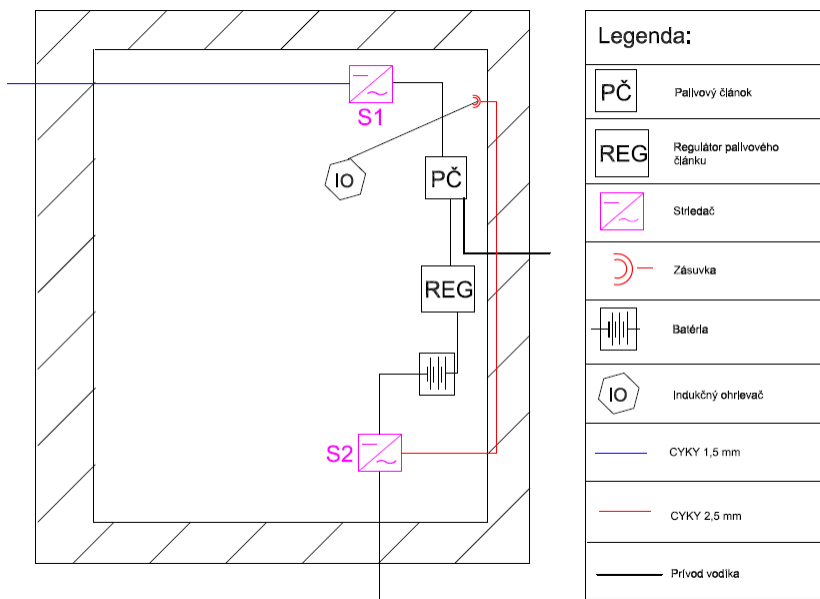 S1
IO
PČ
REG
S2
Legenda:
PČ
Palivový článok
REG
Regulátor palivového
článku
Striedač
Zásuvka
Batéria
IO
Indukčný ohrievač
CYKY 1,5 mm
CYKY 2,5 mm
Prívod vodíka